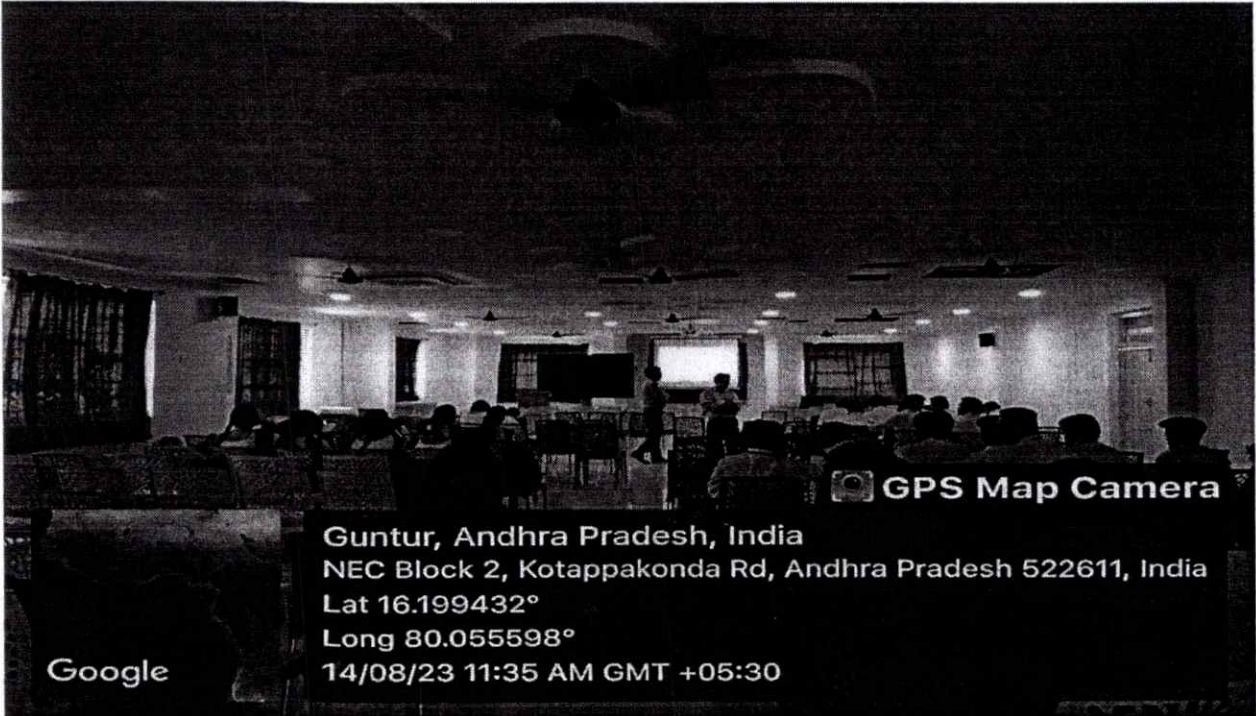 GPS Map Camera
Guntur, Andhra Pradesh, India
NEC Block 2, Kotappakonda Rd, Andhra Pradesh 522611, India
Lat 16.199432°
Long 80.055598°
14/08/23 11:35 AM GMT +05:30
Google